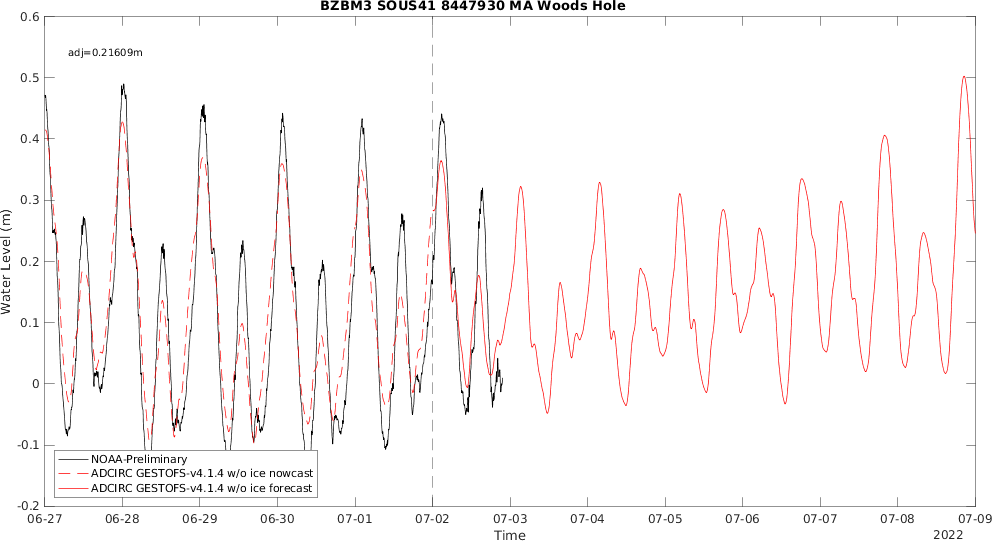 BZBM3 SOUS41 8447930 MA Woods Hole
adj=0.21609m
Water Level (m)
0.6
0.5
0.4
0.3
0.2
0.1
0
-0.1
-0.2
NOAA-Preliminary
ADCIRC GESTOFS-v4.1.4 w/o ice nowcast
ADCIRC GESTOFS-v4.1.4 w/o ice forecast
06-27 06-28 06-29 06-30 07-01 07-02 07-03 07-04 07-05 07-06 07-07 07-08 07-09
Time
2022